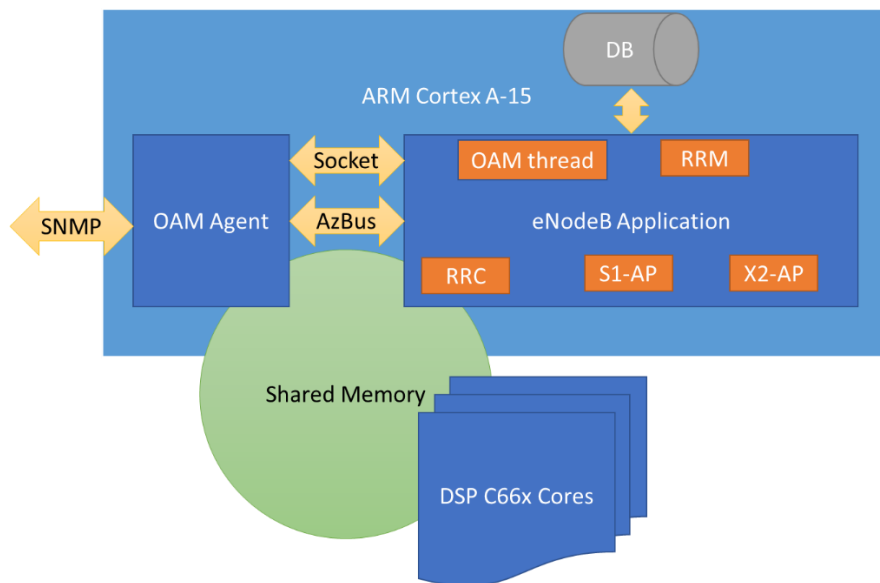 DB
ARM Cortex A-15
Socket
OAM thread
RRM
SNMP
OAM Agent
AzBus
eNodeB Application
RRC
S1-AP
X2-AP
Shared Memory
DSP C66x Cores